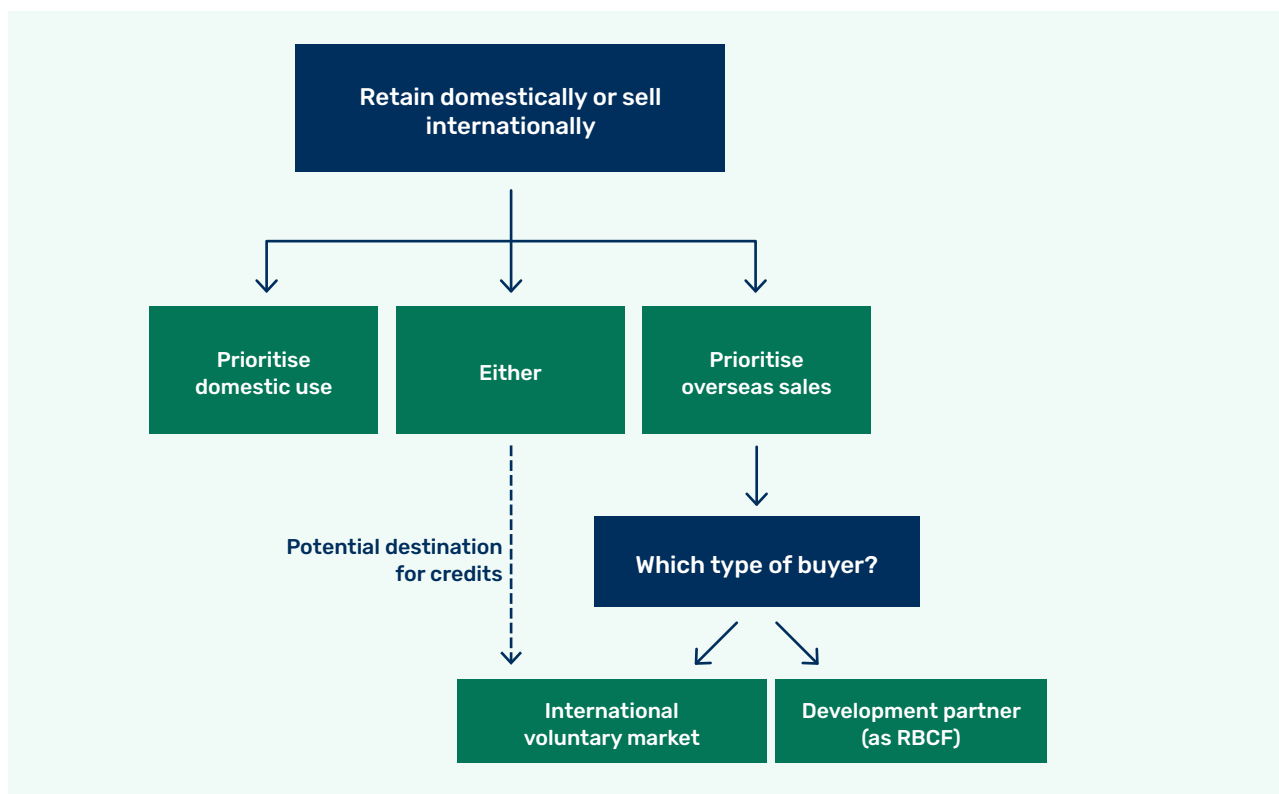 Retain domestically or sell
internationally
Prioritise
domestic use
Either
Prioritise
overseas sales
Potential destination
for credits
Which type of buyer?
International
voluntary market
Development partner
(as RBCF)